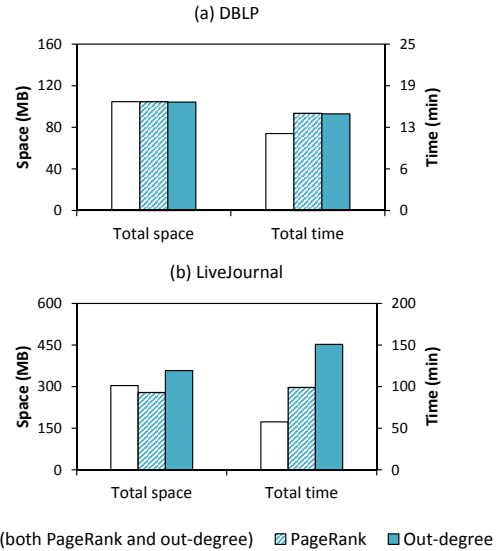 (a) DBLP
160
120
80
40
0
Space (MB)
25
19
13
6
0
Time (min)
Total space
Total time
(b) LiveJournal
600
450
300
150
0
Space (MB)
200
150
100
50
0
Time (min)
Total space
Total time
(both PageRank and out-degree) PageRank Out-degree